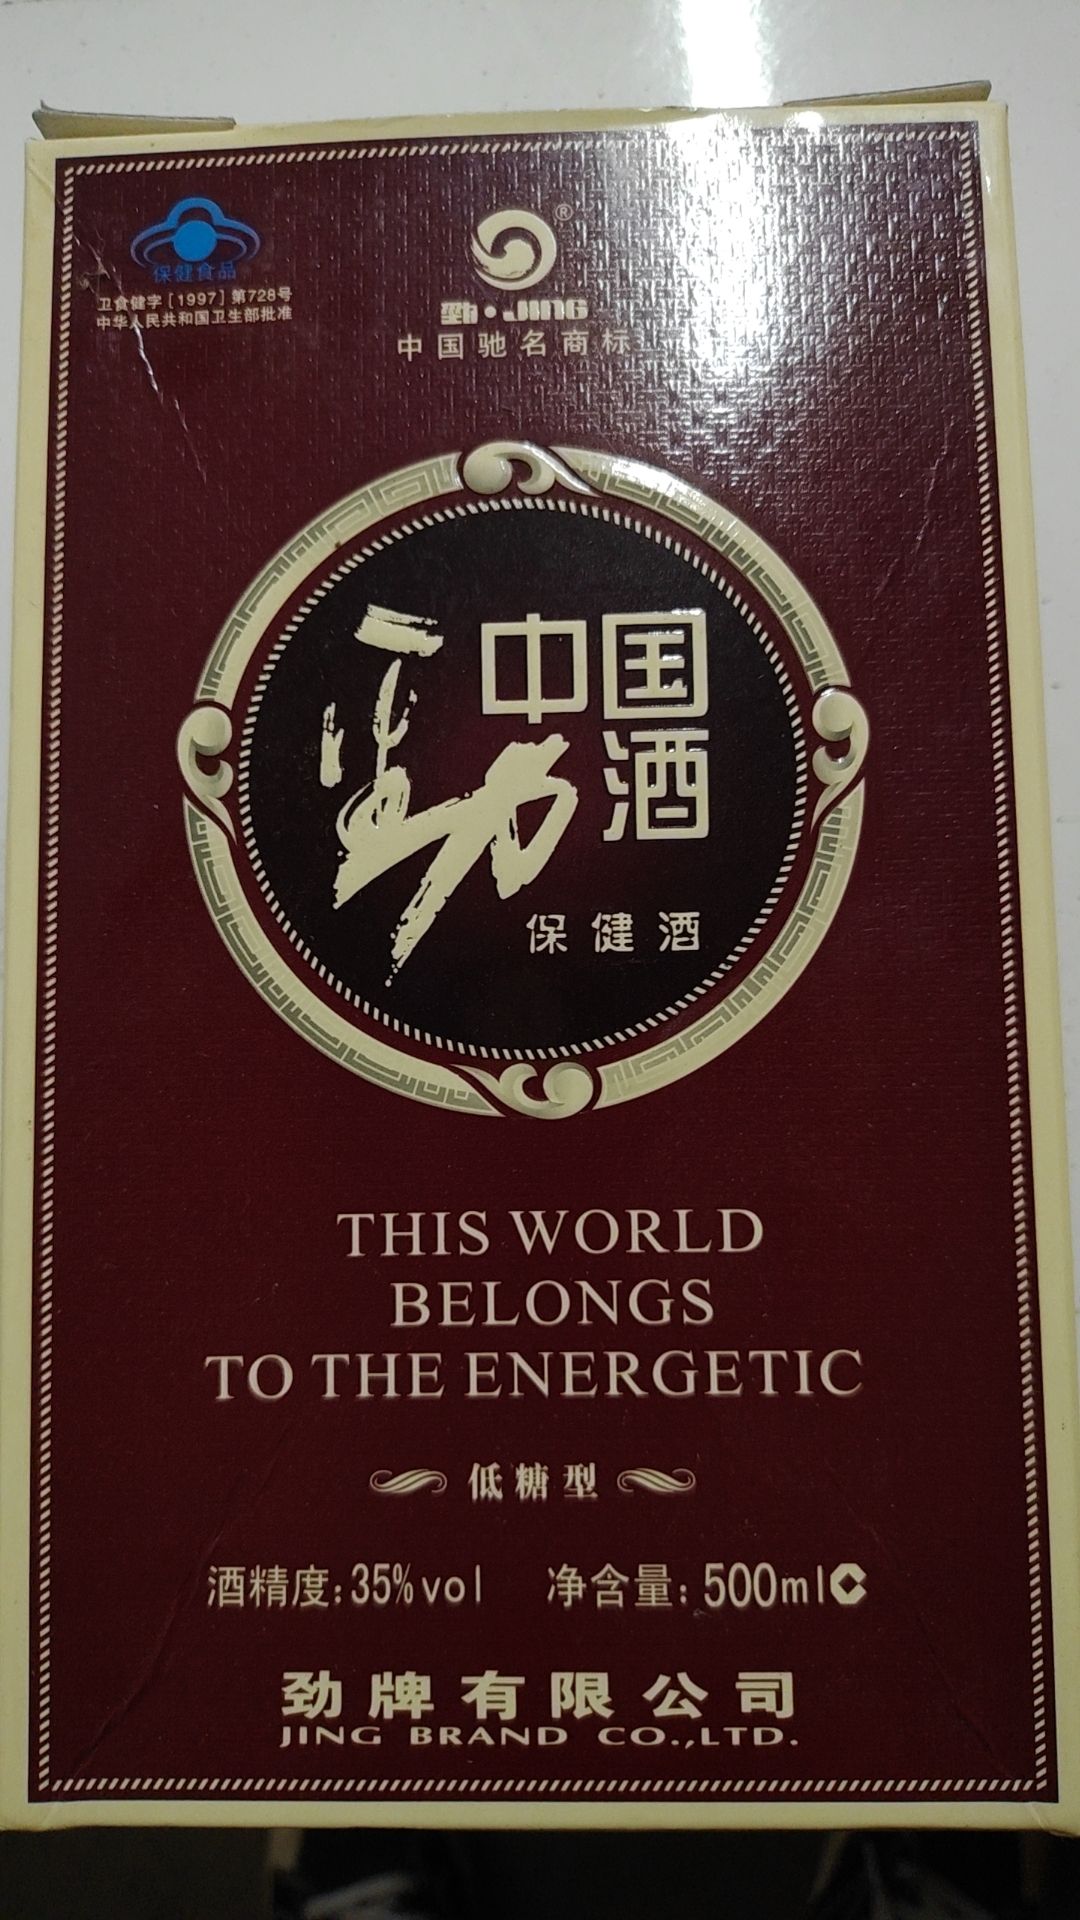 保健食品
卫食健字[1997]第728号
中华人民共和国卫生部批准
®
劲·JING
中国驰名商标
中国
劲酒
保健酒
THIS WORLD
BELONGS
TO THE ENERGETIC
低糖型
酒精度:35%vol 净含量:500ml C
劲牌有限公司
JING BRAND CO.,LTD.